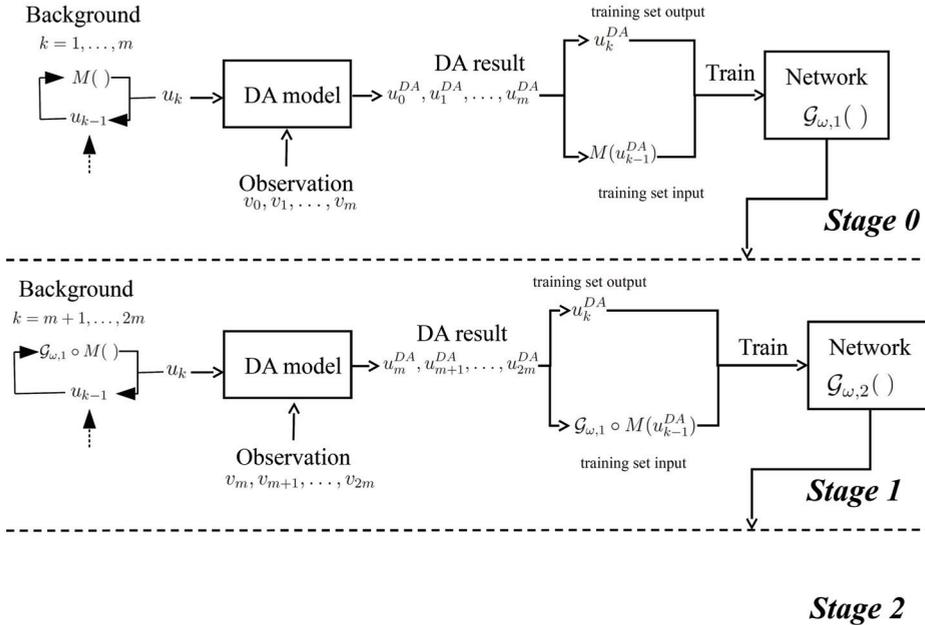 Background
k = 1, . . . , m
M( )
u_{k−1}
u_k
DA model
Observation
v_0, v_1, . . . , v_m
DA result
u_0^{DA}, u_1^{DA}, . . . , u_m^{DA}
training set output
u_k^{DA}
M(u_{k−1}^{DA})
training set input
Train
Network
𝒢_{ω,1}( )
Stage 0
Background
k = m + 1, . . . , 2m
𝒢_{ω,1} ∘ M( )
u_{k−1}
u_k
DA model
Observation
v_m, v_{m+1}, . . . , v_{2m}
DA result
u_m^{DA}, u_{m+1}^{DA}, . . . , u_{2m}^{DA}
training set output
u_k^{DA}
𝒢_{ω,1} ∘ M(u_{k−1}^{DA})
training set input
Train
Network
𝒢_{ω,2}( )
Stage 1
Stage 2